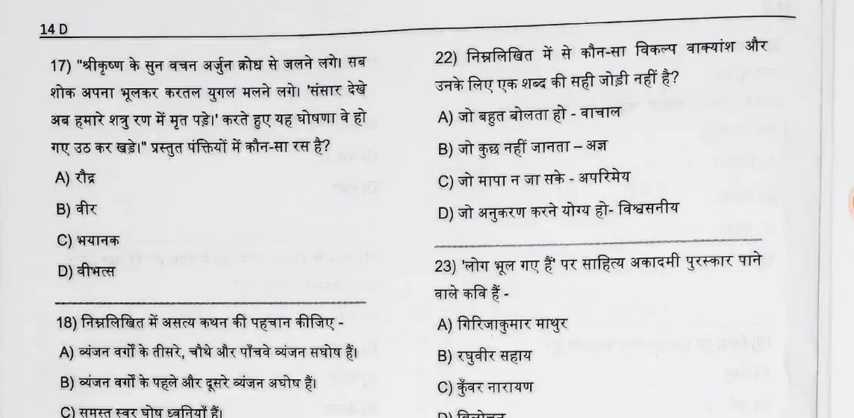 14 D
17) "श्रीकृष्ण के सुन वचन अर्जुन क्रोध से जलने लगे। सब
शोक अपना भूलकर करतल युगल मलने लगे। 'संसार देखे
अब हमारे शत्रु रण में मृत पड़े।' करते हुए यह घोषणा वे हो
गए उठ कर खड़े।" प्रस्तुत पंक्तियों में कौन-सा रस है?
A) रौद्र
B) वीर
C) भयानक
D) वीभत्स
18) निम्नलिखित में असत्य कथन की पहचान कीजिए -
A) व्यंजन वर्गों के तीसरे, चौथे और पाँचवे व्यंजन सघोष हैं।
B) व्यंजन वर्गों के पहले और दूसरे व्यंजन अघोष हैं।
C) समस्त स्वर घोष ध्वनियाँ हैं।
22) निम्नलिखित में से कौन-सा विकल्प वाक्यांश और
उनके लिए एक शब्द की सही जोड़ी नहीं है?
A) जो बहुत बोलता हो - वाचाल
B) जो कुछ नहीं जानता – अज्ञ
C) जो मापा न जा सके - अपरिमेय
D) जो अनुकरण करने योग्य हो- विश्वसनीय
23) 'लोग भूल गए हैं' पर साहित्य अकादमी पुरस्कार पाने
वाले कवि हैं -
A) गिरिजाकुमार माथुर
B) रघुवीर सहाय
C) कुँवर नारायण
D) त्रिलोचन